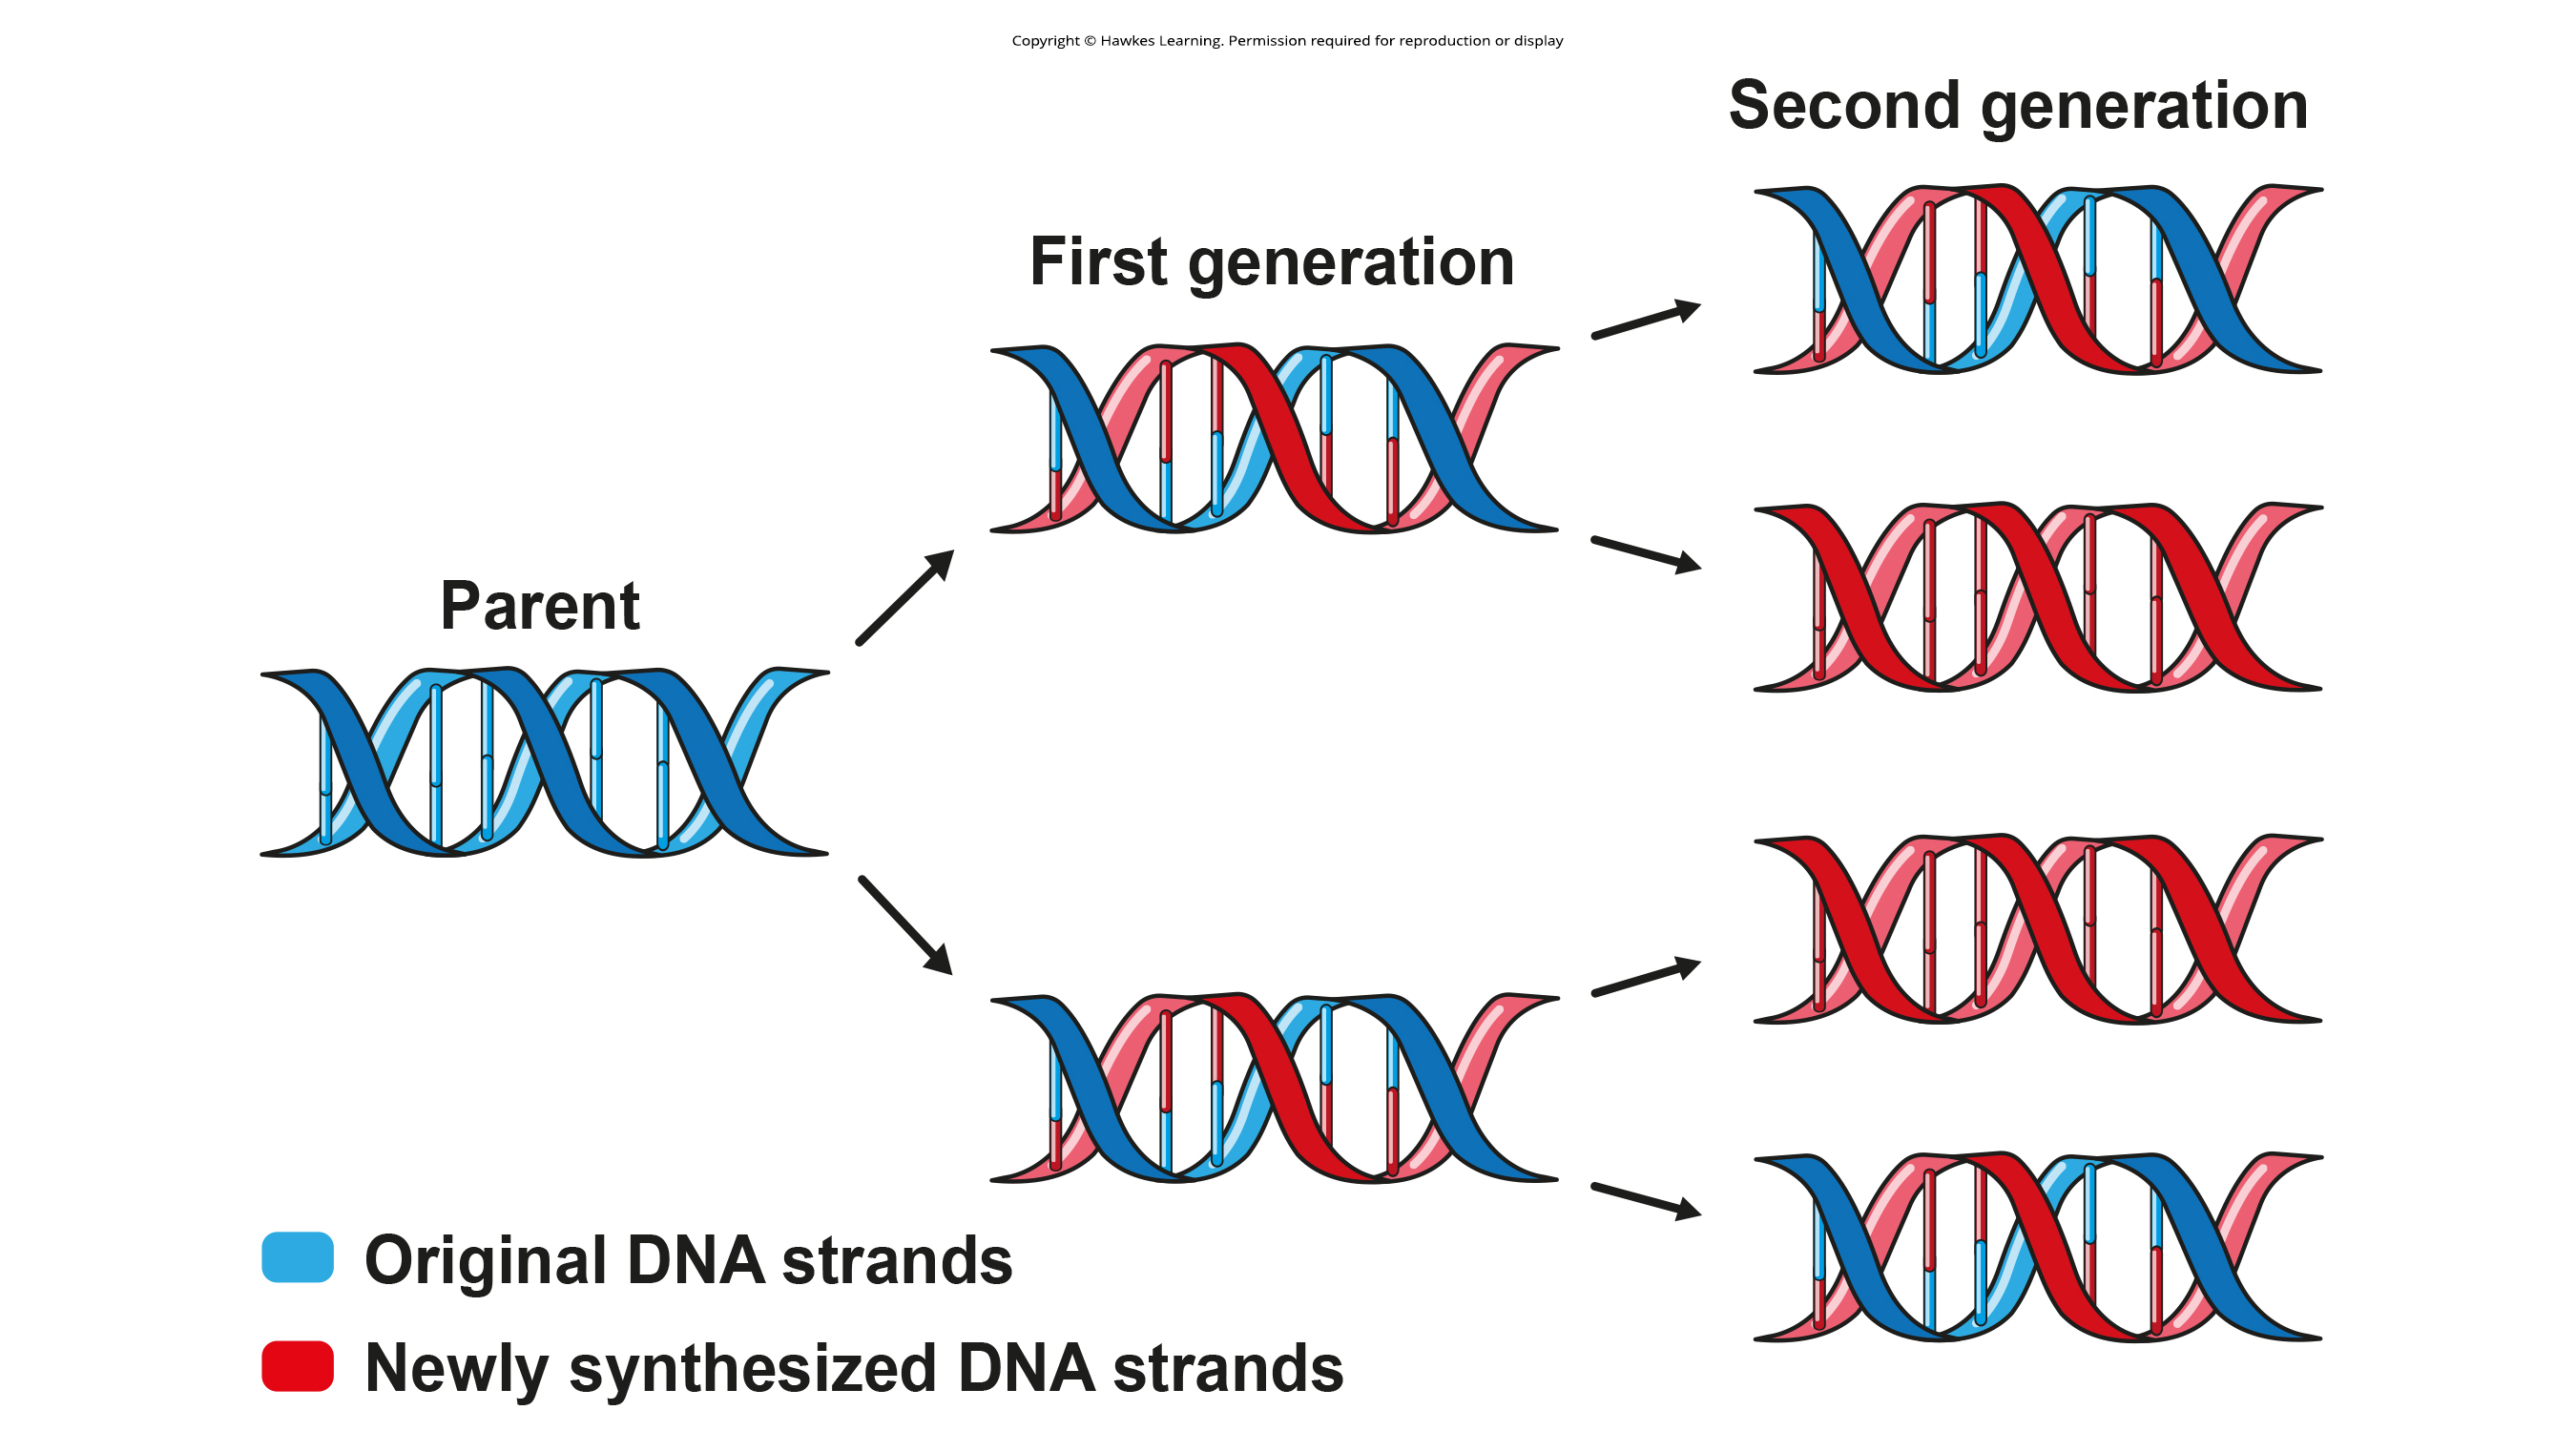 Copyright © Hawkes Learning. Permission required for reproduction or display
Second generation
First generation
Parent
Original DNA strands
Newly synthesized DNA strands